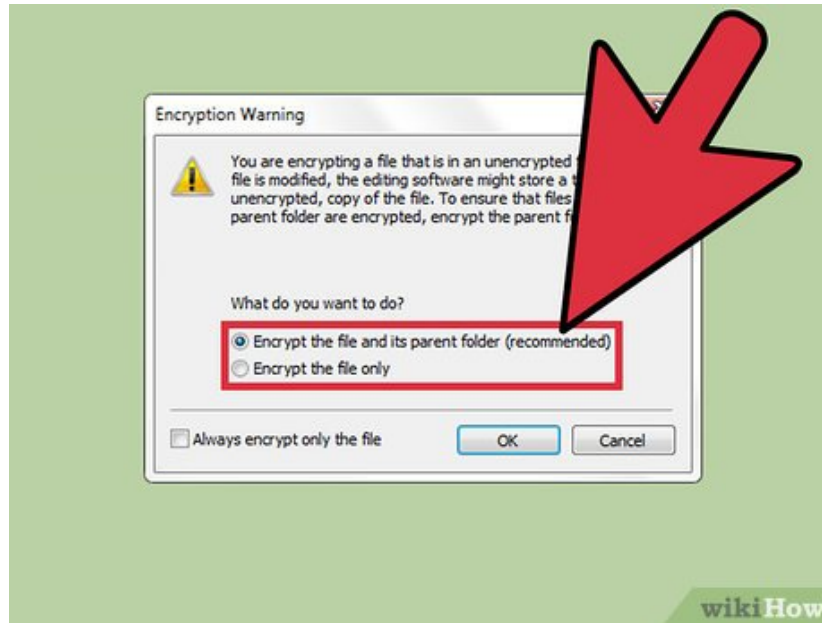 Encryption Warning
You are encrypting a file that is in an unencrypted
file is modified, the editing software might store a
unencrypted, copy of the file. To ensure that files
parent folder are encrypted, encrypt the parent
What do you want to do?
Encrypt the file and its parent folder (recommended)
Encrypt the file only
Always encrypt only the file
OK
Cancel
wikiHow